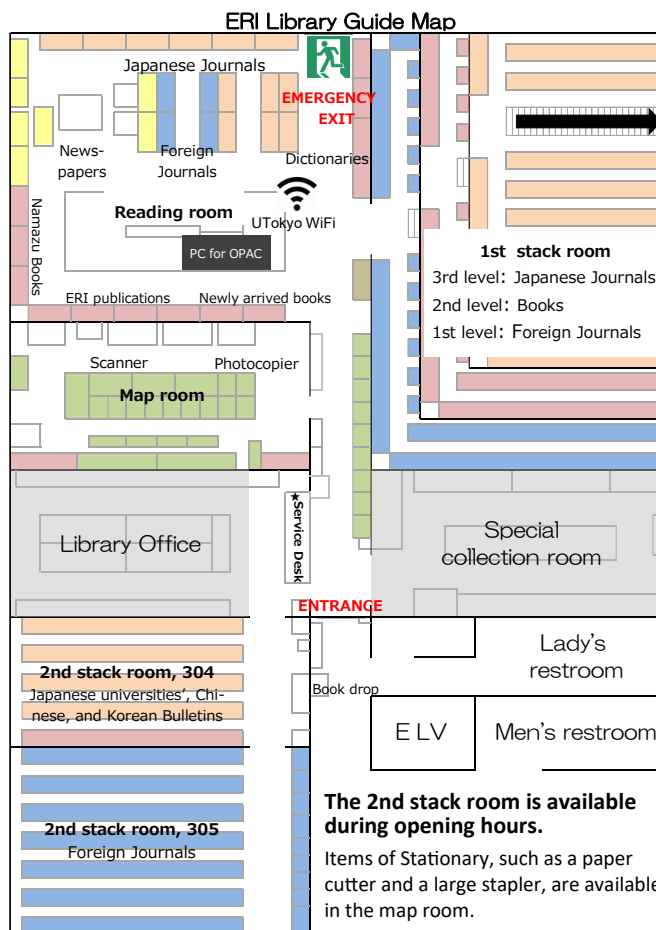 ERI Library Guide Map
Japanese Journals
EMERGENCY
EXIT
News-
papers
Foreign
Journals
Dictionaries
Namazu Books
Reading room
UTokyo WiFi
PC for OPAC
1st stack room
3rd level: Japanese Journals
2nd level: Books
1st level: Foreign Journals
ERI publications
Newly arrived books
Scanner
Photocopier
Map room
Library Office
★Service Desk
Special
collection room
ENTRANCE
2nd stack room, 304
Japanese universities’, Chi-
nese, and Korean Bulletins
Book drop
Lady's
restroom
ELV
Men's restroom
2nd stack room, 305
Foreign Journals
The 2nd stack room is available
during opening hours.
Items of Stationary, such as a paper
cutter and a large stapler, are available
in the map room.